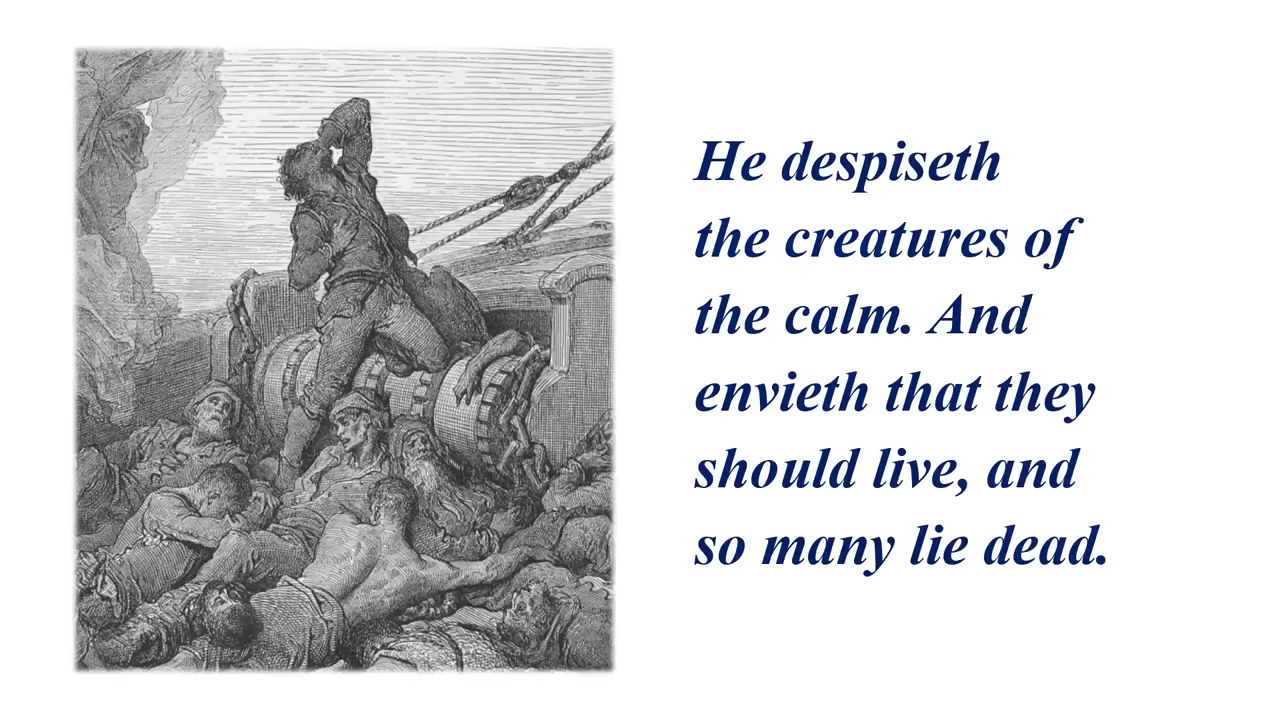 He despiseth
the creatures of
the calm. And
envieth that they
should live, and
so many lie dead.